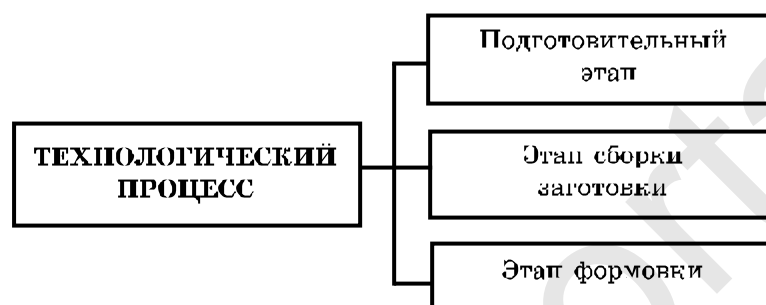 Подготовительный
этап
ТЕХНОЛОГИЧЕСКИЙ
ПРОЦЕСС
Этап сборки
заготовки
Этап формовки